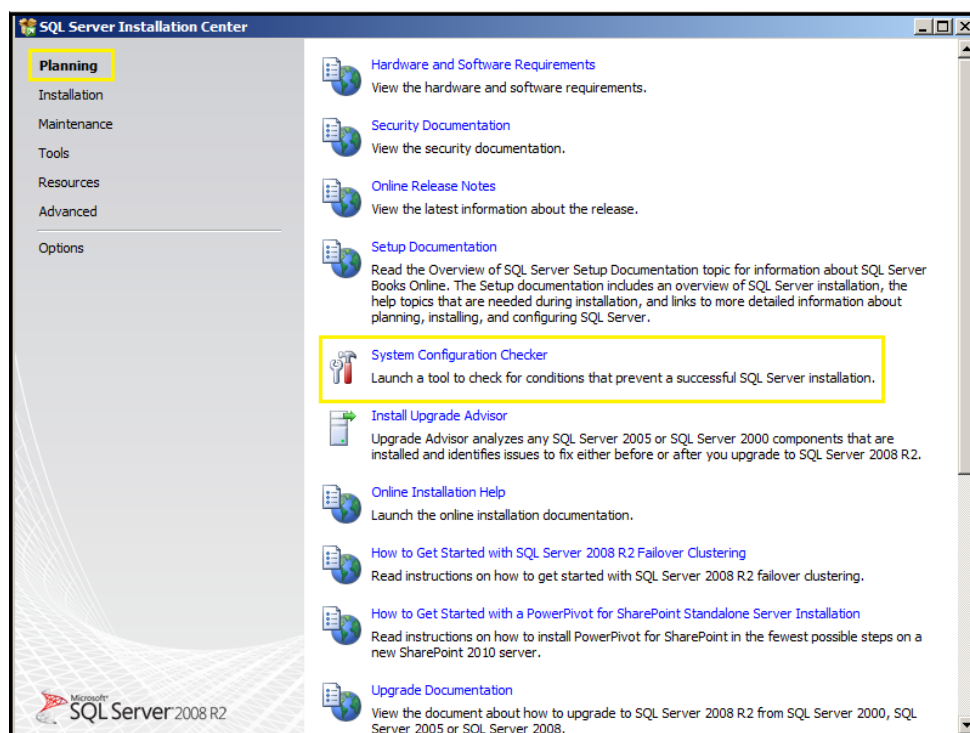 SQL Server Installation Center
Planning
Installation
Maintenance
Tools
Resources
Advanced
Options
Hardware and Software Requirements
View the hardware and software requirements.
Security Documentation
View the security documentation.
Online Release Notes
View the latest information about the release.
Setup Documentation
Read the Overview of SQL Server Setup Documentation topic for information about SQL Server
Books Online. The Setup documentation includes an overview of SQL Server installation, the
help topics that are needed during installation, and links to more detailed information about
planning, installing, and configuring SQL Server.
System Configuration Checker
Launch a tool to check for conditions that prevent a successful SQL Server installation.
Install Upgrade Advisor
Upgrade Advisor analyzes any SQL Server 2005 or SQL Server 2000 components that are
installed and identifies issues to fix either before or after you upgrade to SQL Server 2008 R2.
Online Installation Help
Launch the online installation documentation.
How to Get Started with SQL Server 2008 R2 Failover Clustering
Read instructions on how to get started with SQL Server 2008 R2 failover clustering.
How to Get Started with a PowerPivot for SharePoint Standalone Server Installation
Read instructions on how to install PowerPivot for SharePoint in the fewest possible steps on a
new SharePoint 2010 server.
Upgrade Documentation
View the document about how to upgrade to SQL Server 2008 R2 from SQL Server 2000, SQL
Server 2005 or SQL Server 2008.
Microsoft
SQL Server 2008 R2